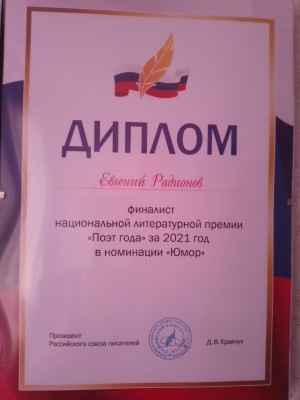 ДИПЛОМ
Евгений Радионов
финалист
национальной литературной премии
«Поэт года» за 2021 год
в номинации «Юмор»
Президент
Российского союза писателей
Д. В. Кравчук